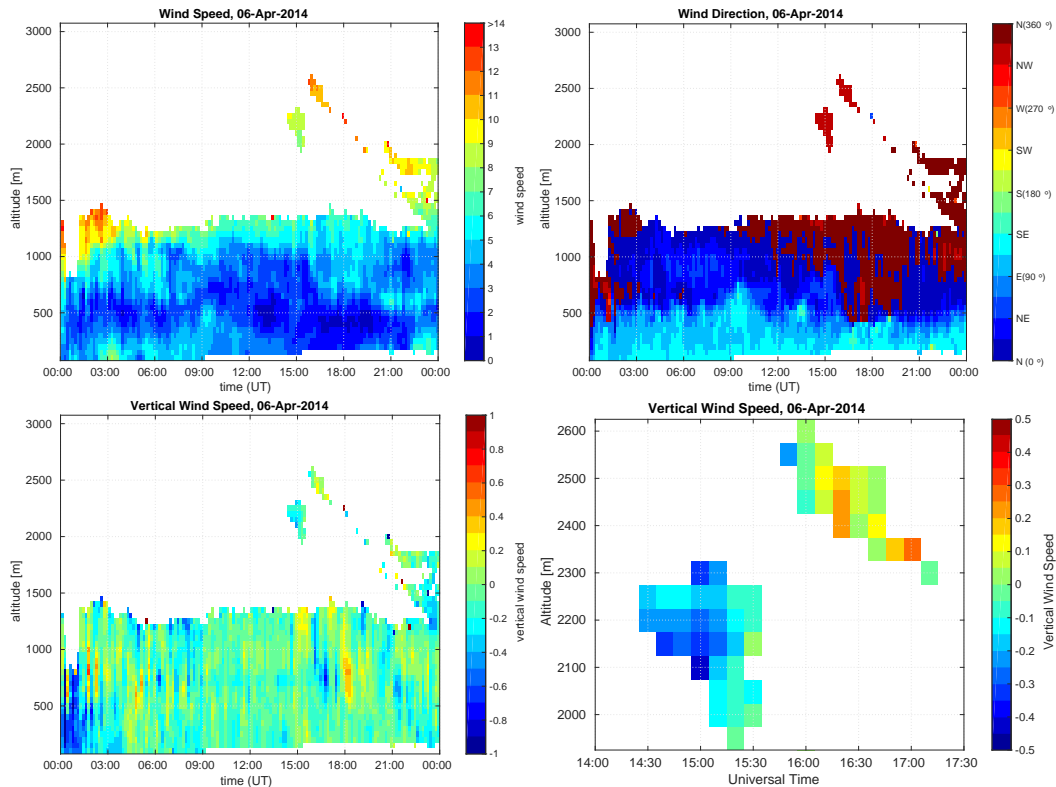 Wind Speed, 06-Apr-2014
3000
2500
2000
1500
1000
500
altitude [m]
00:00 03:00 06:00 09:00 12:00 15:00 18:00 21:00 00:00
time (UT)
>14
13
12
11
10
9
8
7
6
5
4
3
2
1
0
wind speed
Wind Direction, 06-Apr-2014
3000
2500
2000
1500
1000
500
altitude [m]
00:00 03:00 06:00 09:00 12:00 15:00 18:00 21:00 00:00
time (UT)
N(360 º)
NW
W(270 º)
SW
S(180 º)
SE
E(90 º)
NE
N (0 º)
Vertical Wind Speed, 06-Apr-2014
3000
2500
2000
1500
1000
500
altitude [m]
00:00 03:00 06:00 09:00 12:00 15:00 18:00 21:00 00:00
time (UT)
1
0.8
0.6
0.4
0.2
0
-0.2
-0.4
-0.6
-0.8
-1
vertical wind speed
Vertical Wind Speed, 06-Apr-2014
2600
2500
2400
2300
2200
2100
2000
Altitude [m]
14:00 14:30 15:00 15:30 16:00 16:30 17:00 17:30
Universal Time
0.5
0.4
0.3
0.2
0.1
0
-0.1
-0.2
-0.3
-0.4
-0.5
Vertical Wind Speed